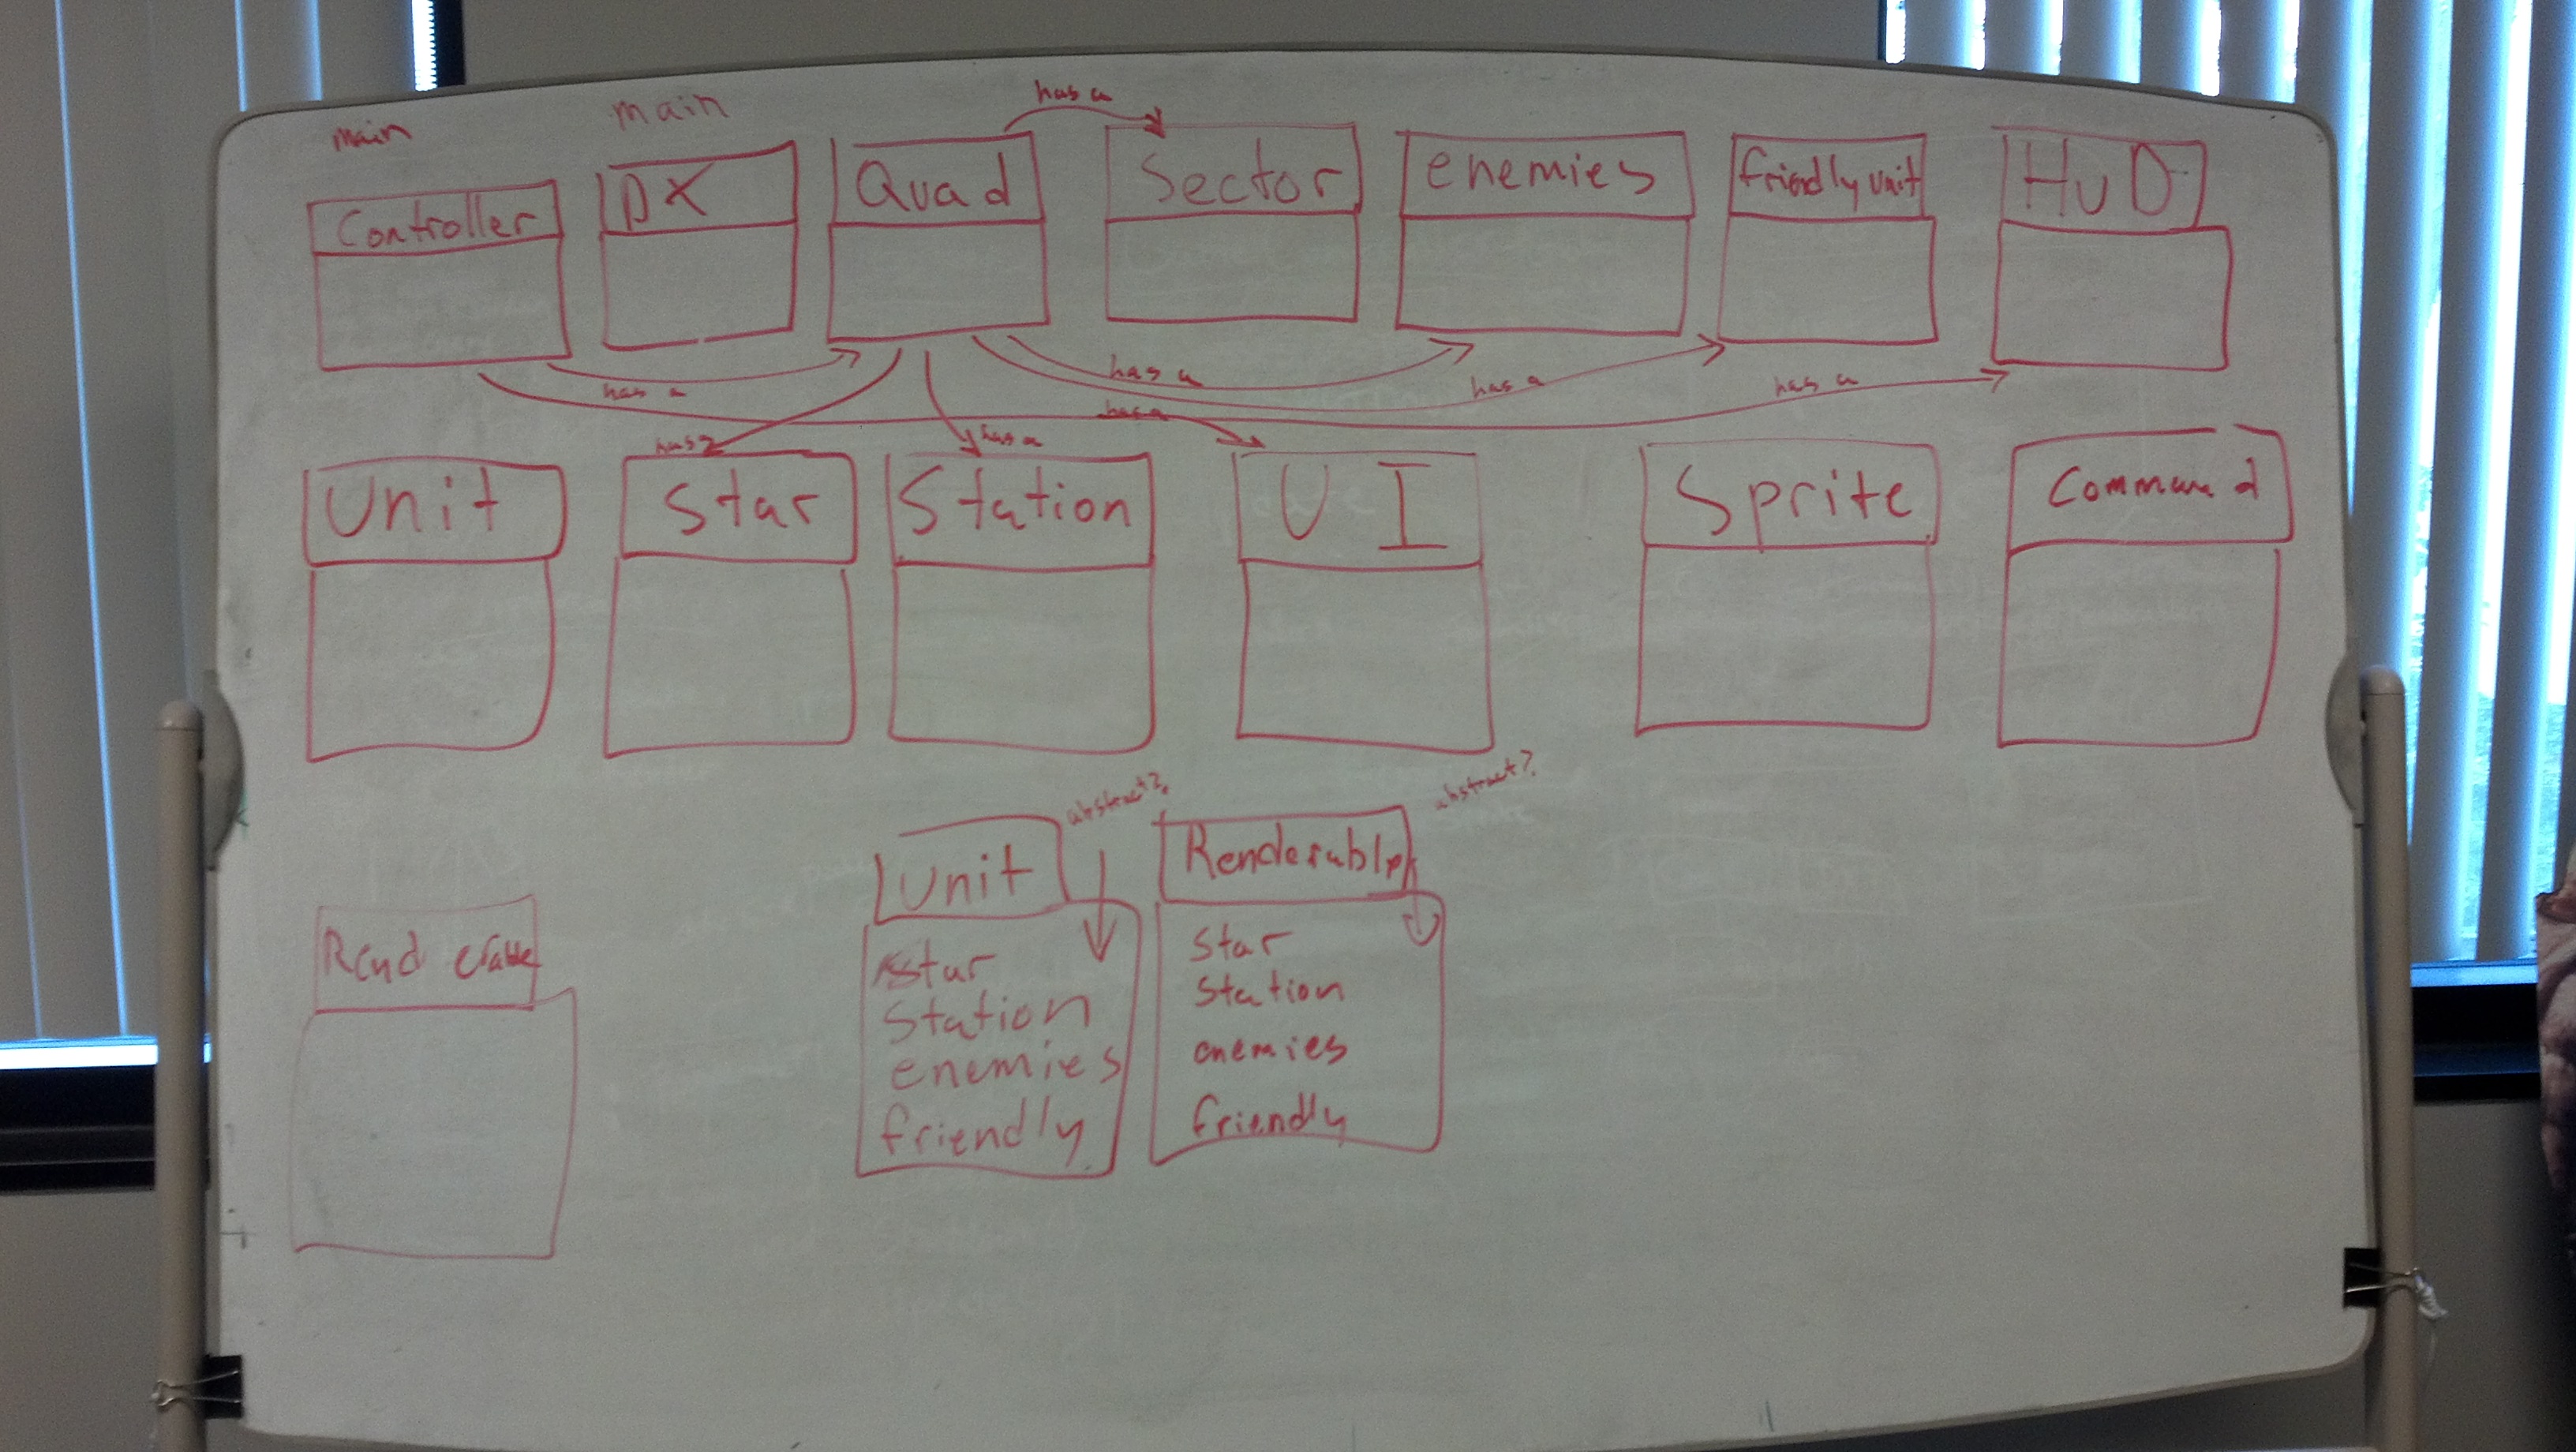 main
main
has a
Controller
DX
Quad
Sector
enemies
friendly unit
HUD
has a
has a
has a
has a
has a
has a
has a
Unit
Star
Station
UI
Sprite
Command
abstract?
abstract?
Unit
Renderable
Renderable
star
station
enemies
friendly
star
station
enemies
friendly